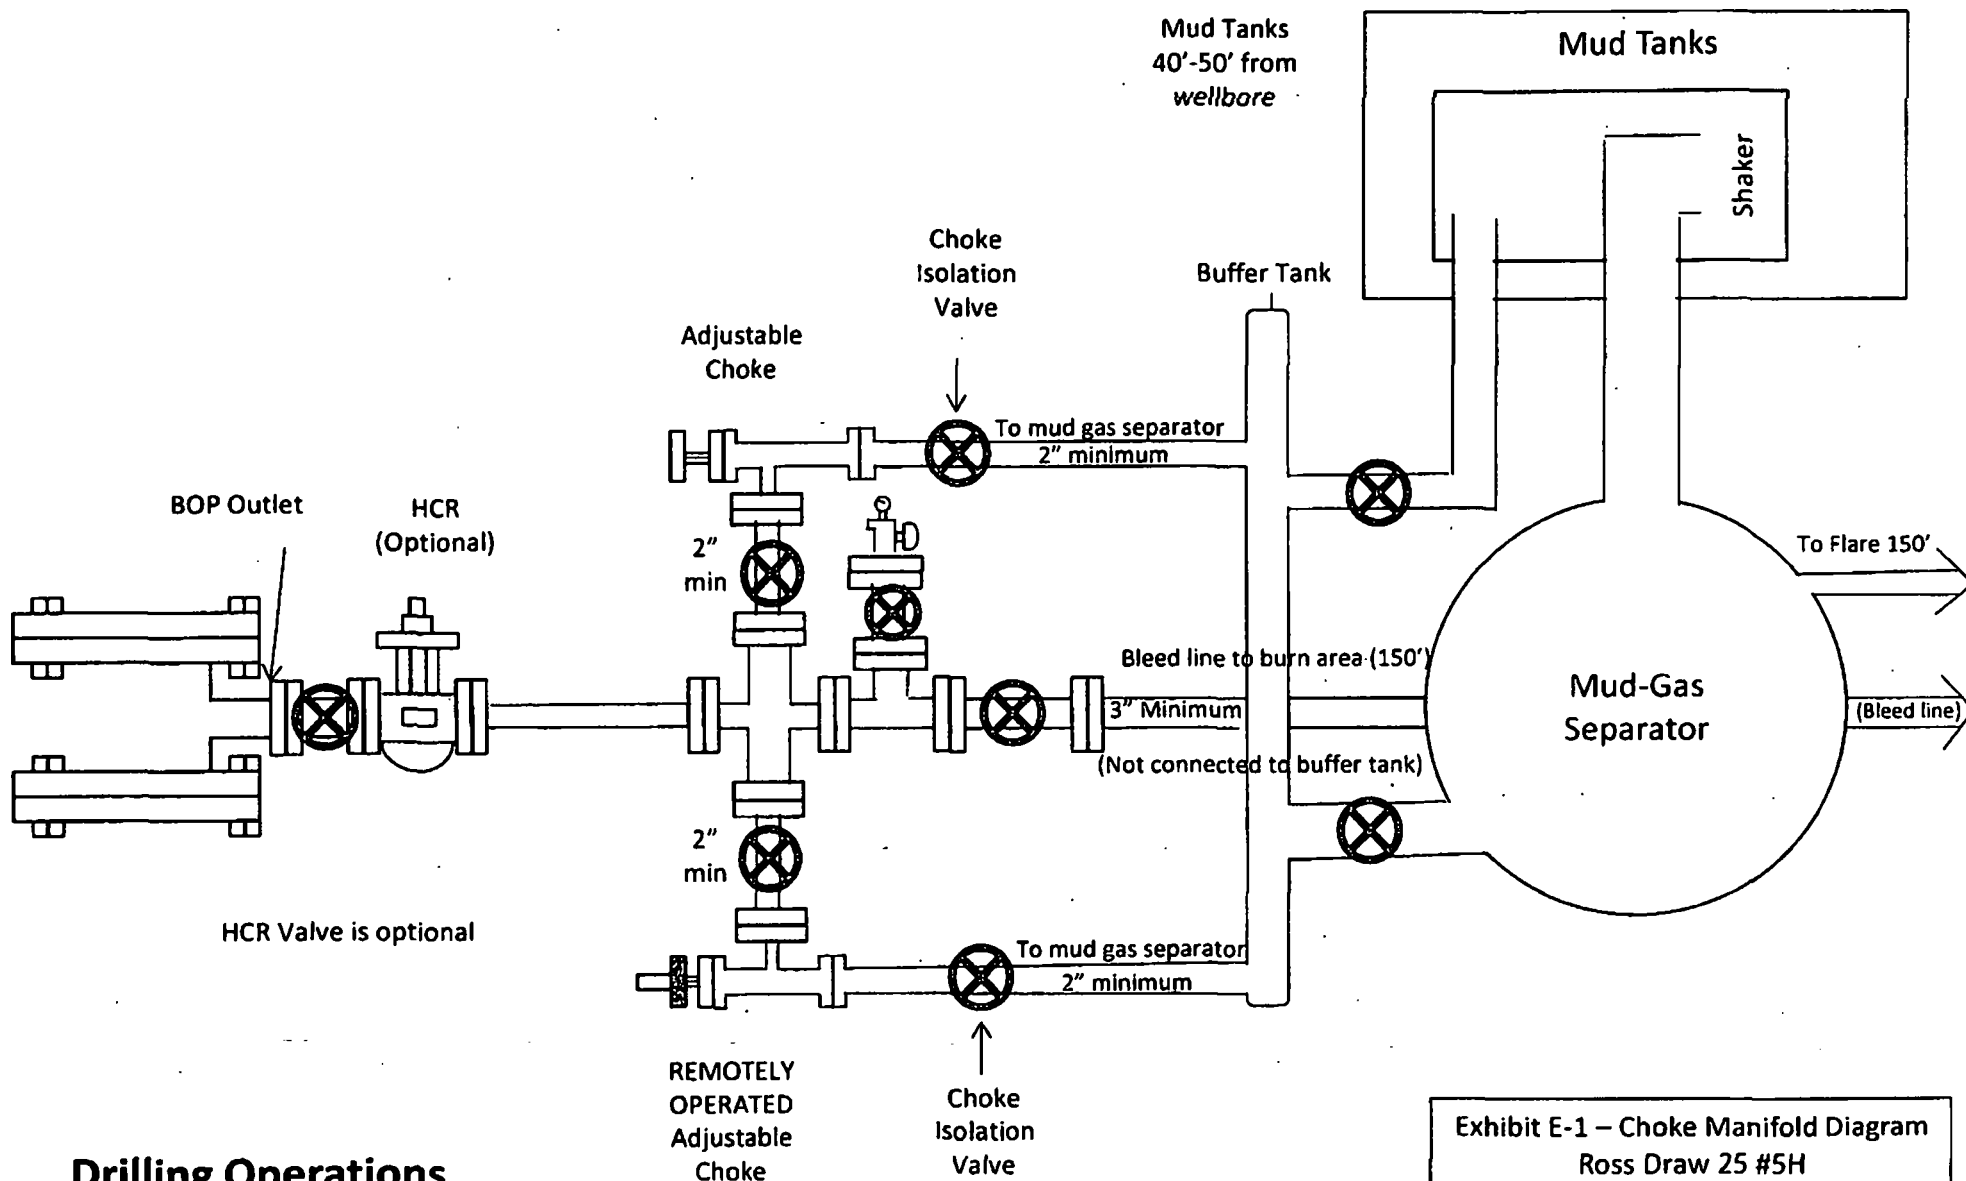 Mud Tanks
40'-50' from
wellbore
Mud Tanks
Shaker
Choke
Isolation
Valve
Buffer Tank
Adjustable
Choke
To mud gas separator
2" minimum
BOP Outlet
HCR
(Optional)
2"
min
To Flare 150'
Bleed line to burn area (150')
3" Minimum
(Not connected to buffer tank)
Mud-Gas
Separator
(Bleed line)
2"
min
HCR Valve is optional
To mud gas separator
2" minimum
REMOTELY
OPERATED
Adjustable
Choke
Choke
Isolation
Valve
Exhibit E-1 – Choke Manifold Diagram
Ross Draw 25 #5H
Drilling Operations